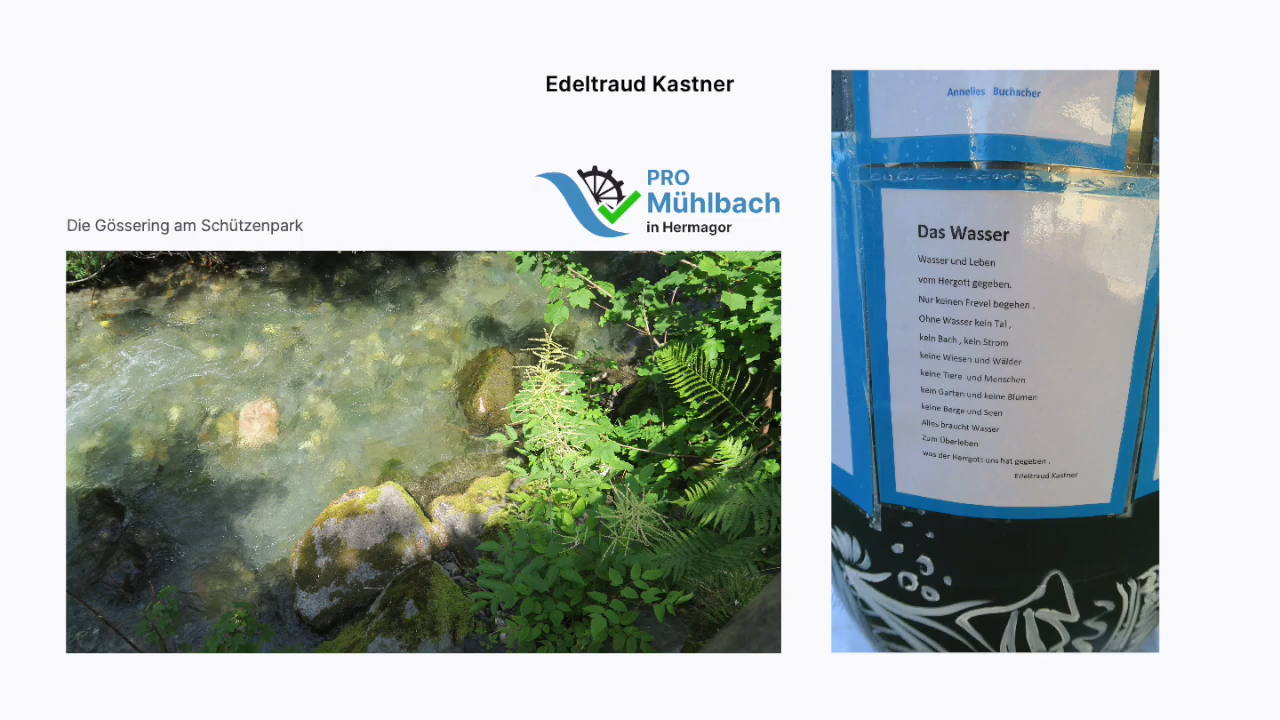 Edeltraud Kastner
PRO
Mühlbach
in Hermagor
Die Gössering am Schützenpark
Annelies Buchacher
Das Wasser
Wasser und Leben
vom Hergott gegeben.
Nur keinen Frevel begehen .
Ohne Wasser kein Tal ,
kein Bach , kein Strom
keine Wiesen und Wälder
keine Tiere und Menschen
kein Garten und keine Blumen
keine Berge und Seen
Alles braucht Wasser
Zum Überleben
was der Herrgott uns hat gegeben .
Edeltraud Kastner